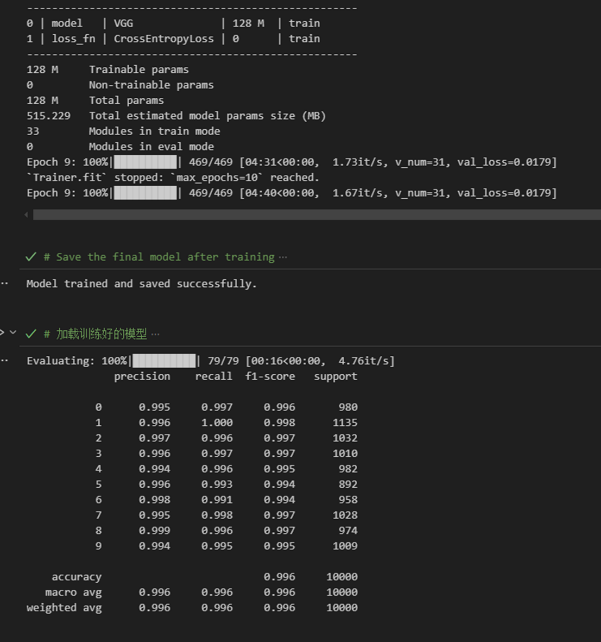 0 | model | VGG | 128 M | train
1 | loss_fn | CrossEntropyLoss | 0 | train
128 M Trainable params
0 Non-trainable params
128 M Total params
515.229 Total estimated model params size (MB)
33 Modules in train mode
0 Modules in eval mode
Epoch 9: 100%|██████████| 469/469 [04:31<00:00, 1.73it/s, v_num=31, val_loss=0.0179]
`Trainer.fit` stopped: `max_epochs=10` reached.
Epoch 9: 100%|██████████| 469/469 [04:40<00:00, 1.67it/s, v_num=31, val_loss=0.0179]
# Save the final model after training ···
Model trained and saved successfully.
# 加载训练好的模型 ···
Evaluating: 100%|██████████| 79/79 [00:16<00:00, 4.76it/s]
precision recall f1-score support
0 0.995 0.997 0.996 980
1 0.996 1.000 0.998 1135
2 0.997 0.996 0.997 1032
3 0.996 0.997 0.997 1010
4 0.994 0.996 0.995 982
5 0.996 0.993 0.994 892
6 0.998 0.991 0.994 958
7 0.995 0.998 0.997 1028
8 0.999 0.996 0.997 974
9 0.994 0.995 0.995 1009
accuracy 0.996 10000
macro avg 0.996 0.996 0.996 10000
weighted avg 0.996 0.996 0.996 10000